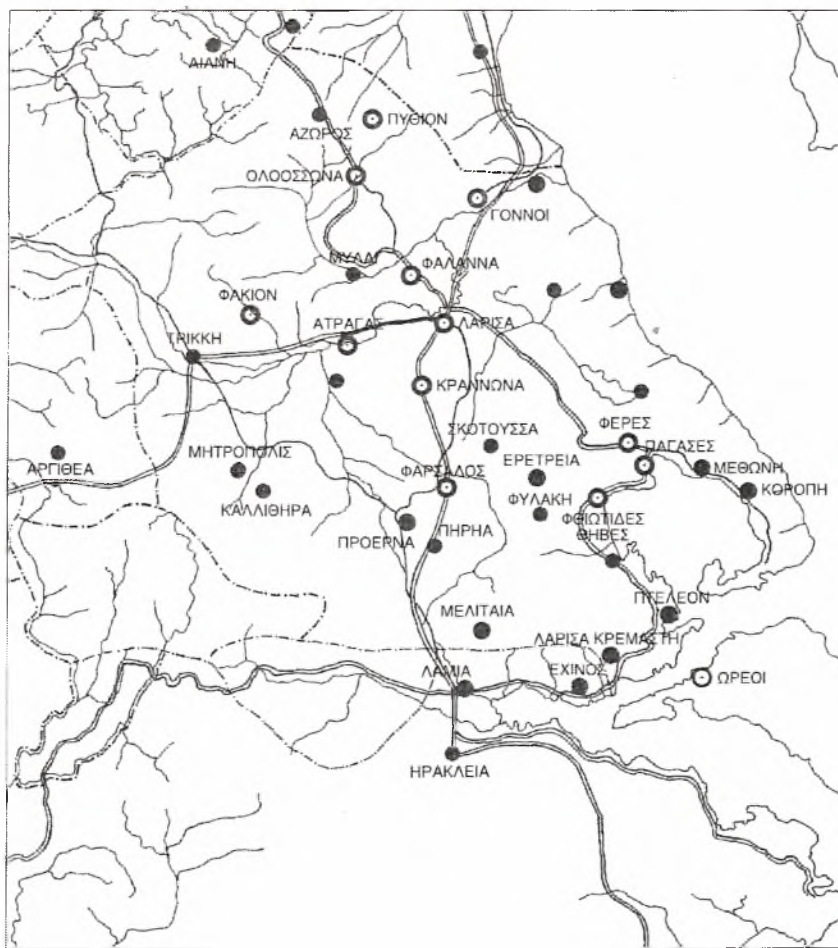 ΑΙΑΝΗ
ΑΖΩΡΟΣ
ΠΥΘΙΟΝ
ΟΛΟΟΣΣΩΝΑ
ΓΟΝΝΟΙ
ΜΥΛΑΙ
ΦΑΛΑΝΝΑ
ΦΑΚΙΟΝ
ΑΤΡΑΓΑΣ
ΛΑΡΙΣΑ
ΤΡΙΚΚΗ
ΚΡΑΝΝΩΝΑ
ΣΚΟΤΟΥΣΣΑ
ΦΕΡΕΣ
ΠΑΓΑΣΕΣ
ΑΡΓΙΘΕΑ
ΜΗΤΡΟΠΟΛΙΣ
ΦΑΡΣΑΔΟΣ
ΕΡΕΤΡΕΙΑ
ΜΕΘΩΝΗ
ΚΑΛΛΙΘΗΡΑ
ΦΥΛΑΚΗ
ΚΟΡΟΠΗ
ΦΘΙΩΤΙΔΕΣ
ΘΗΒΕΣ
ΠΡΟΕΡΝΑ
ΠΗΡΗΑ
ΜΕΛΙΤΑΙΑ
ΠΤΕΛΕΟΝ
ΛΑΡΙΣΑ ΚΡΕΜΑΣΤΗ
ΛΑΜΙΑ
ΕΧΙΝΟΣ
ΩΡΕΟΙ
ΗΡΑΚΛΕΙΑ